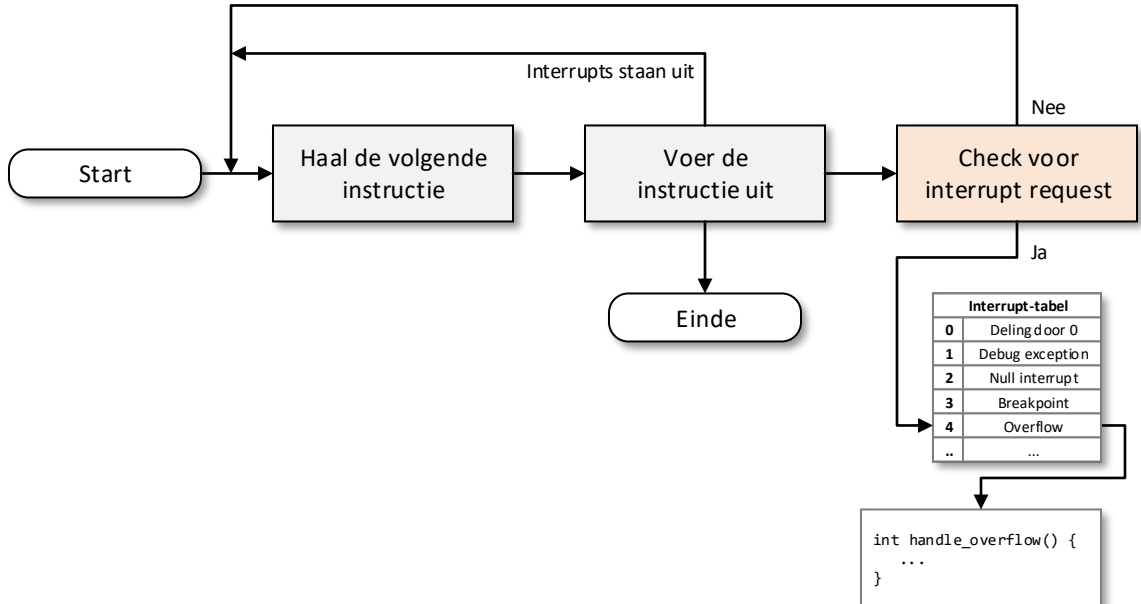 Interrupts staan uit
Nee
Start
Haal de volgende
instructie
Voer de
instructie uit
Check voor
interrupt request
Ja
Einde
Interrupt-tabel
0 Deling door 0
1 Debug exception
2 Null interrupt
3 Breakpoint
4 Overflow
.. ...
int handle_overflow() {
...
}